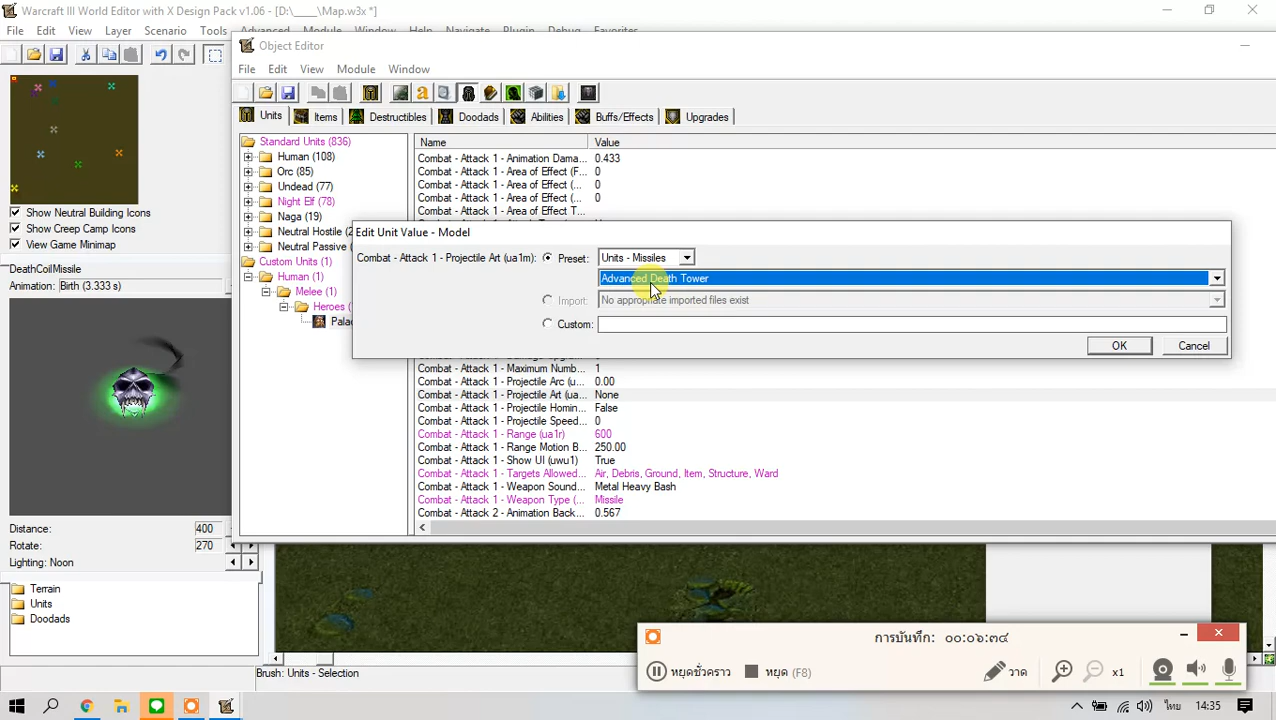 Warcraft III World Editor with X Design Pack v1.06 - [D:\____\Map.w3x *]
File Edit View Layer Scenario Tools Advanced Module Window Help Plugin Debug Favorites
Object Editor
File Edit View Module Window
Units Items Destructibles Doodads Abilities Buffs/Effects Upgrades
Standard Units (836)
Human (108)
Orc (85)
Undead (77)
Night Elf (78)
Naga (19)
Neutral Hostile
Neutral Passive
Custom Units (1)
Human (1)
Melee (1)
Heroes
Name Value
Combat - Attack 1 - Animation Dama... 0.433
Combat - Attack 1 - Area of Effect (F... 0
Combat - Attack 1 - Area of Effect (... 0
Combat - Attack 1 - Area of Effect (... 0
Combat - Attack 1 - Area of Effect T...
Show Neutral Building Icons
Show Creep Camp Icons
View Game Minimap
DeathCoilMissile
Animation: Birth (3.333 s)
Edit Unit Value - Model
Combat - Attack 1 - Projectile Art (ua1m): Preset: Units - Missiles
Advanced Death Tower
Import: No appropriate imported files exist
Custom:
OK Cancel
Combat - Attack 1 - Maximum Numb... 1
Combat - Attack 1 - Projectile Arc (u... 0.00
Combat - Attack 1 - Projectile Art (ua... None
Combat - Attack 1 - Projectile Homin... False
Combat - Attack 1 - Projectile Speed... 0
Combat - Attack 1 - Range (ua1r) 600
Combat - Attack 1 - Range Motion B... 250.00
Combat - Attack 1 - Show UI (uwu1) True
Combat - Attack 1 - Targets Allowed... Air, Debris, Ground, Item, Structure, Ward
Combat - Attack 1 - Weapon Sound... Metal Heavy Bash
Combat - Attack 1 - Weapon Type (... Missile
Combat - Attack 2 - Animation Back... 0.567
Distance: 400
Rotate: 270
Lighting: Noon
Terrain
Units
Doodads
Brush: Units - Selection
การบันทึก: 00:06:34
หยุดชั่วคราว หยุด (F8) วาด x1
ไทย 14:35